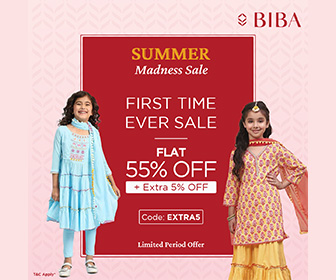 BIBA
SUMMER
Madness Sale
FIRST TIME
EVER SALE
FLAT
55% OFF
+ Extra 5% OFF
Code: EXTRA5
Limited Period Offer
T&C Apply*